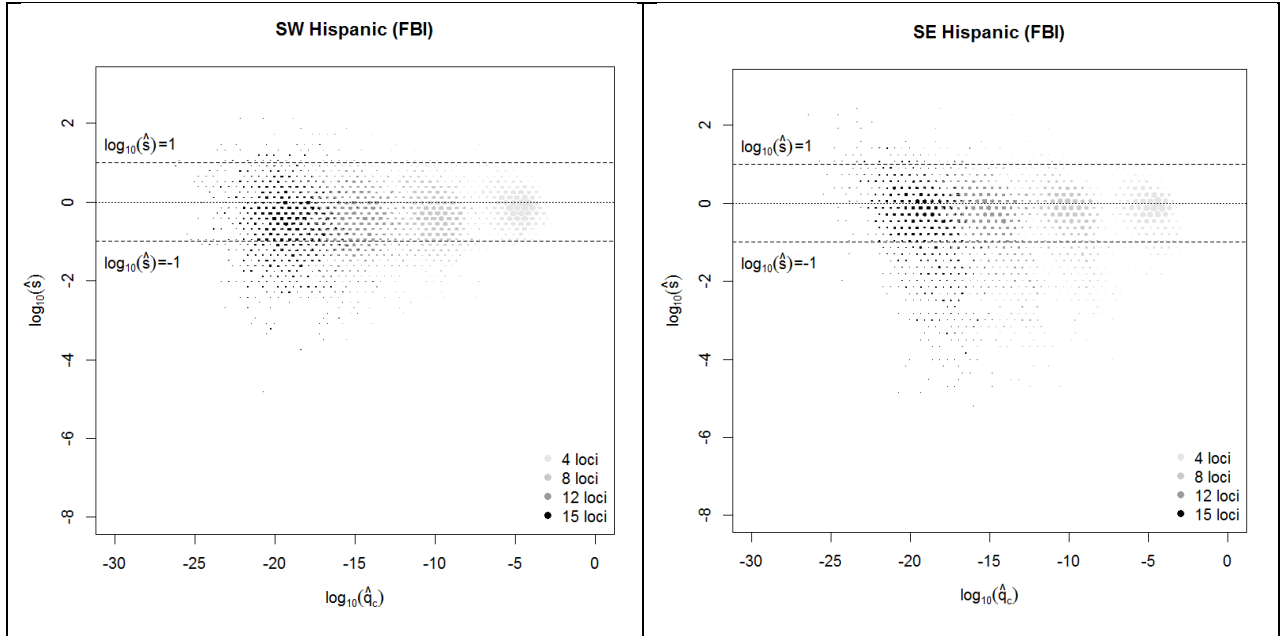 SW Hispanic (FBI)
log₁₀(ŝ)
2
0
-2
-4
-6
-8
log₁₀(ŝ)=1
log₁₀(ŝ)=-1
4 loci
8 loci
12 loci
15 loci
-30 -25 -20 -15 -10 -5 0
log₁₀(q̂c)
SE Hispanic (FBI)
log₁₀(ŝ)
2
0
-2
-4
-6
-8
log₁₀(ŝ)=1
log₁₀(ŝ)=-1
4 loci
8 loci
12 loci
15 loci
-30 -25 -20 -15 -10 -5 0
log₁₀(q̂c)